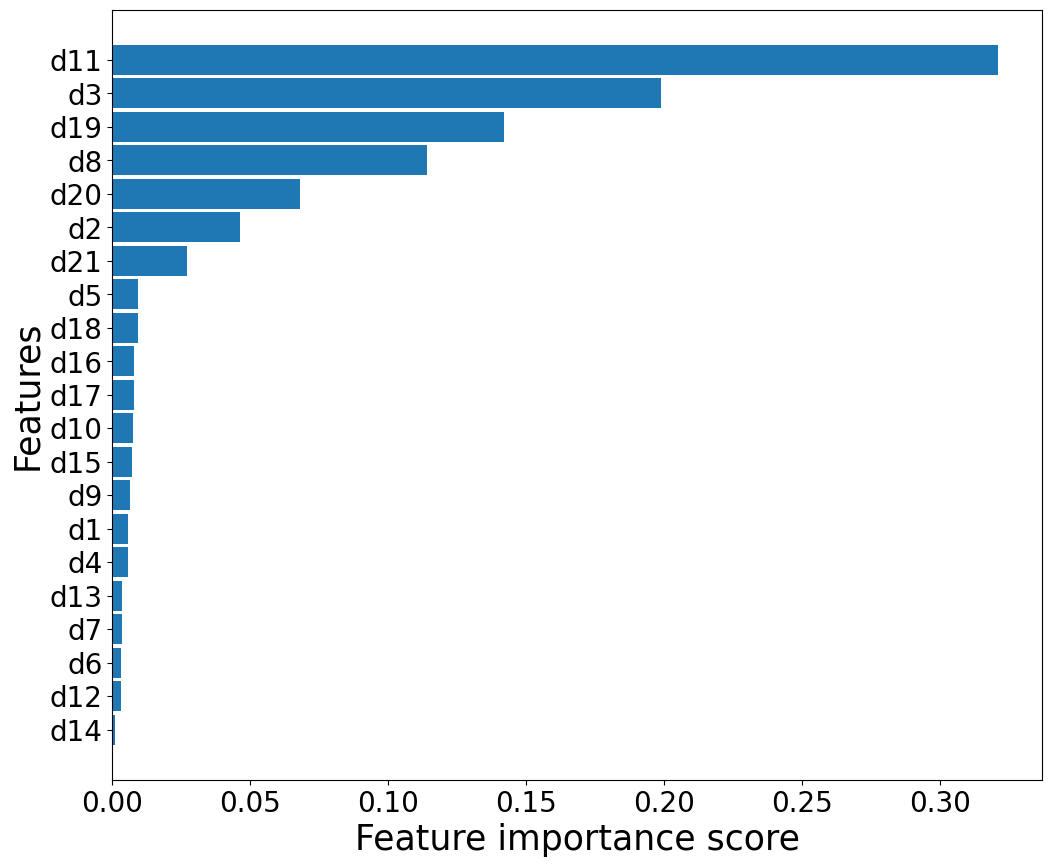 d11
d3
d19
d8
d20
d2
d21
d5
d18
d16
d17
d10
d15
d9
d1
d4
d13
d7
d6
d12
d14
Features
0.00 0.05 0.10 0.15 0.20 0.25 0.30
Feature importance score